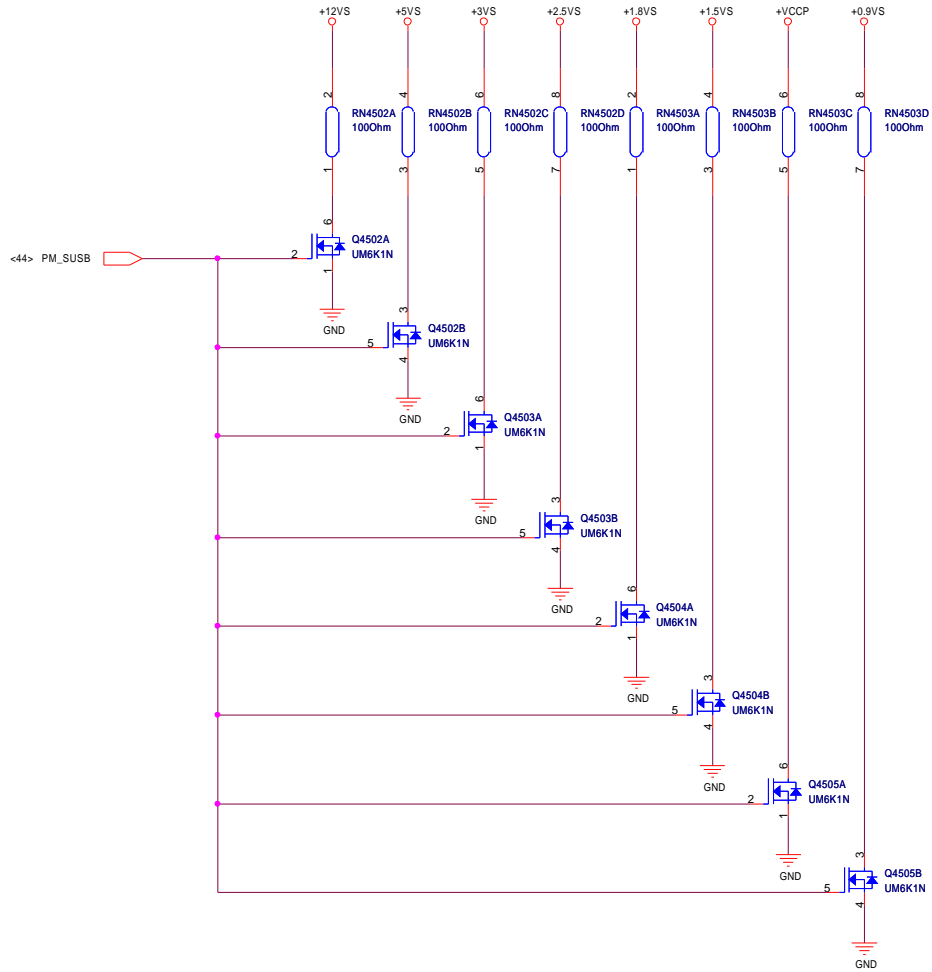 +12VS +5VS +3VS +2.5VS +1.8VS +1.5VS +VCCP +0.9VS
2 4 6 8 2 4 6 8
RN4502A RN4502B RN4502C RN4502D RN4503A RN4503B RN4503C RN4503D
100Ohm 100Ohm 100Ohm 100Ohm 100Ohm 100Ohm 100Ohm 100Ohm
1 3 5 7 1 3 5 7
6
Q4502A
<44> PM_SUSB 2 UM6K1N
1
GND
3
Q4502B
5 UM6K1N
4
GND
6
Q4503A
2 UM6K1N
1
GND
3
Q4503B
5 UM6K1N
4
GND
6
Q4504A
2 UM6K1N
1
GND
3
Q4504B
5 UM6K1N
4
GND
6
Q4505A
2 UM6K1N
1
GND
3
Q4505B
5 UM6K1N
4
GND